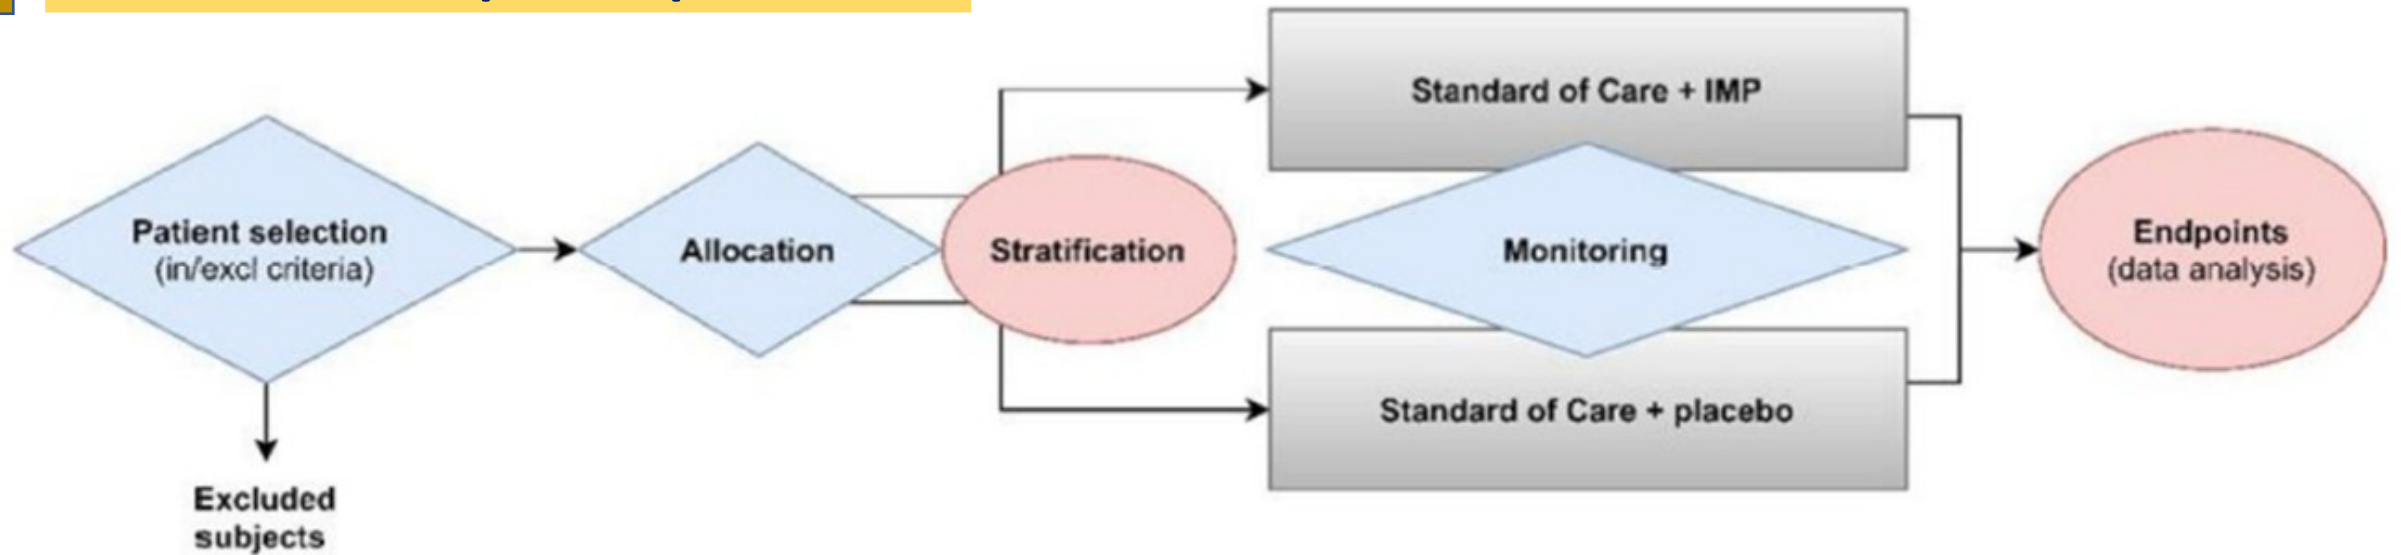 Patient selection
(in/excl criteria)
Excluded
subjects
Allocation
Stratification
Standard of Care + IMP
Monitoring
Standard of Care + placebo
Endpoints
(data analysis)